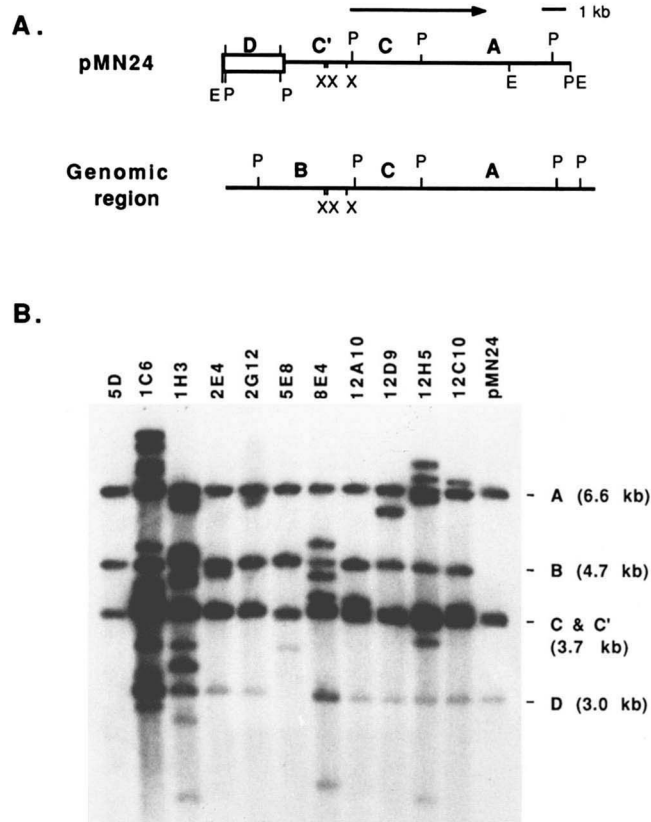 A.
1 kb
D C' P C P A P
pMN24
E P P XX X E P E
P B P C P A P P
Genomic
region
XX X
B.
5D 1C6 1H3 2E4 2G12 5E8 8E4 12A10 12D9 12H5 12C10 pMN24
- A (6.6 kb)
- B (4.7 kb)
C & C'
- (3.7 kb)
- D (3.0 kb)